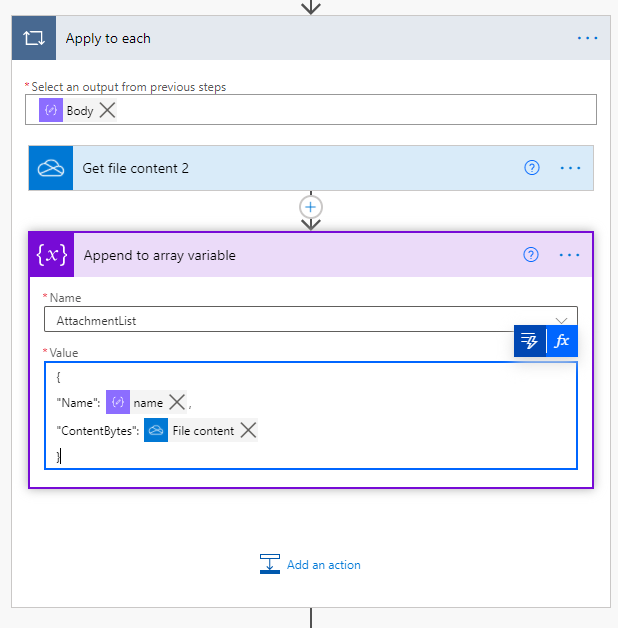 Apply to each
* Select an output from previous steps
Body
Get file content 2
{x} Append to array variable
* Name
AttachmentList
fx
* Value
{
"Name": name ,
"ContentBytes": File content
}
Add an action